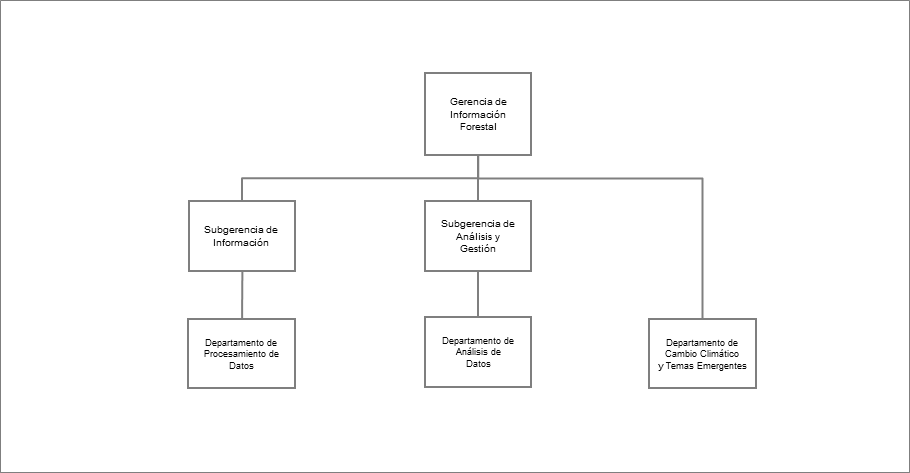 Gerencia de
Información
Forestal
Subgerencia de
Información
Subgerencia de
Análisis y
Gestión
Departamento de
Procesamiento de
Datos
Departamento de
Análisis de
Datos
Departamento de
Cambio Climático
y Temas Emergentes